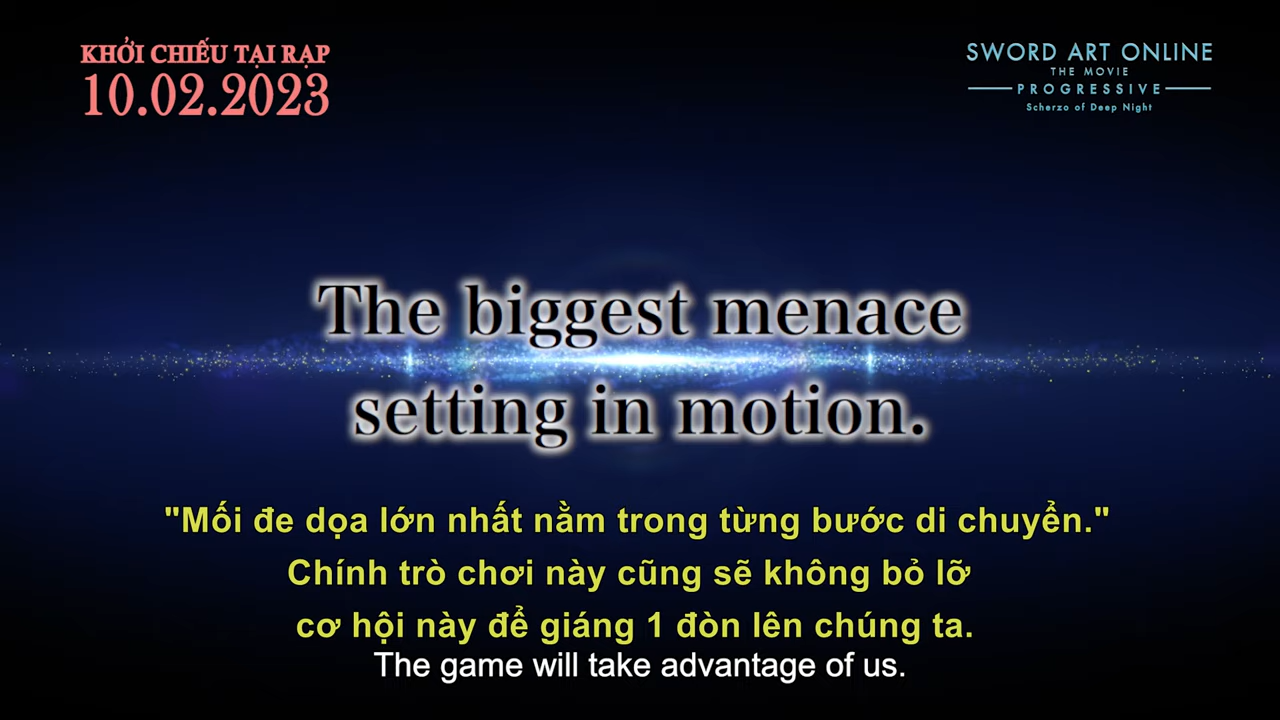 KHỞI CHIẾU TẠI RẠP
10.02.2023
SWORD ART ONLINE
THE MOVIE
PROGRESSIVE
Scherzo of Deep Night
The biggest menace
setting in motion.
"Mối đe dọa lớn nhất nằm trong từng bước di chuyển."
Chính trò chơi này cũng sẽ không bỏ lỡ
cơ hội này để giáng 1 đòn lên chúng ta.
The game will take advantage of us.